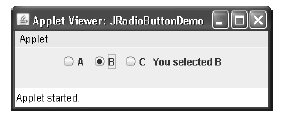 Applet Viewer: JRadioButtonDemo
Applet
A B C You selected B
Applet started.